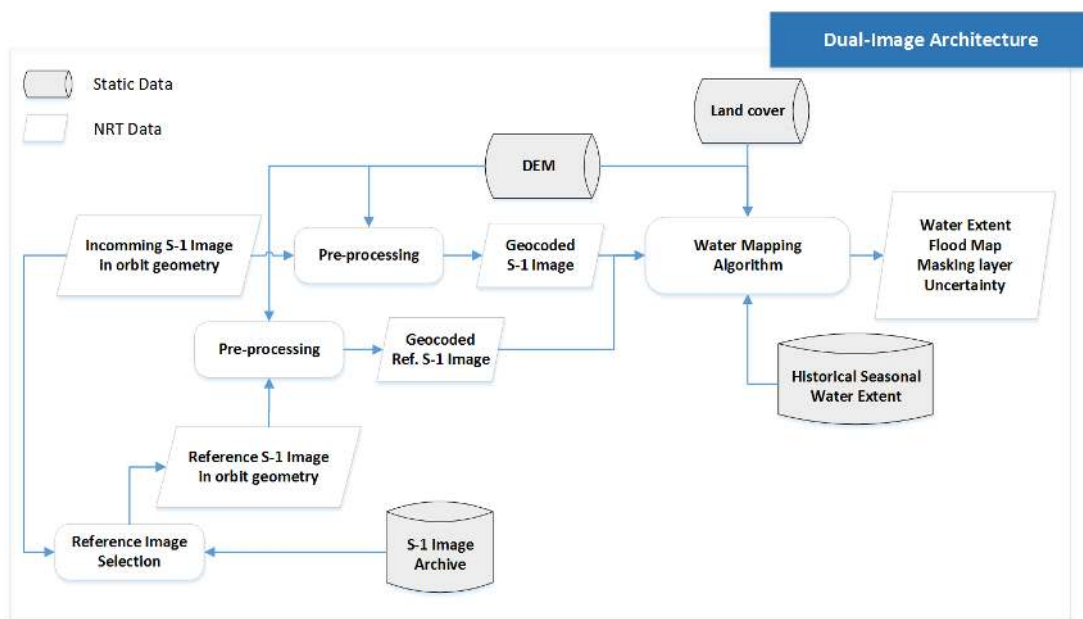 Dual-Image Architecture
Static Data
NRT Data
Land cover
DEM
Incomming S-1 Image
in orbit geometry
Pre-processing
Geocoded
S-1 Image
Water Mapping
Algorithm
Water Extent
Flood Map
Masking layer
Uncertainty
Pre-processing
Geocoded
Ref. S-1 Image
Historical Seasonal
Water Extent
Reference S-1 Image
in orbit geometry
Reference Image
Selection
S-1 Image
Archive